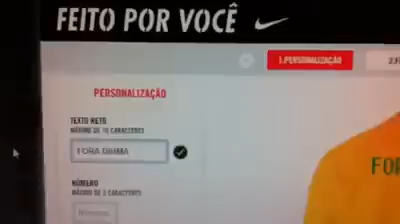 FEITO POR VOCÊ
1.PERSONALIZAÇÃO
PERSONALIZAÇÃO
TEXTO RETO
MÁXIMO DE 10 CARACTERES
FORA DILMA
FOR
NÚMERO
MÁXIMO DE 2 CARACTERES
Número